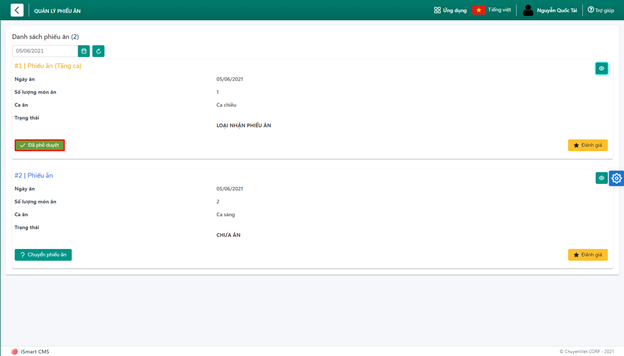 QUẢN LÝ PHIẾU ĂN
Ứng dụng
Tiếng việt
Nguyễn Quốc Tài
Trợ giúp
Danh sách phiếu ăn (2)
05/06/2021
#1 | Phiếu ăn (Tăng ca)
Ngày ăn 05/06/2021
Số lượng món ăn 1
Ca ăn Ca chiều
Trạng thái
LOẠI NHẬN PHIẾU ĂN
Đã phê duyệt
Đánh giá
#2 | Phiếu ăn
Ngày ăn 05/06/2021
Số lượng món ăn 2
Ca ăn Ca sáng
Trạng thái
CHƯA ĂN
? Chuyển phiếu ăn
Đánh giá
iSmart CMS
© ChuyenViet CORP - 2021